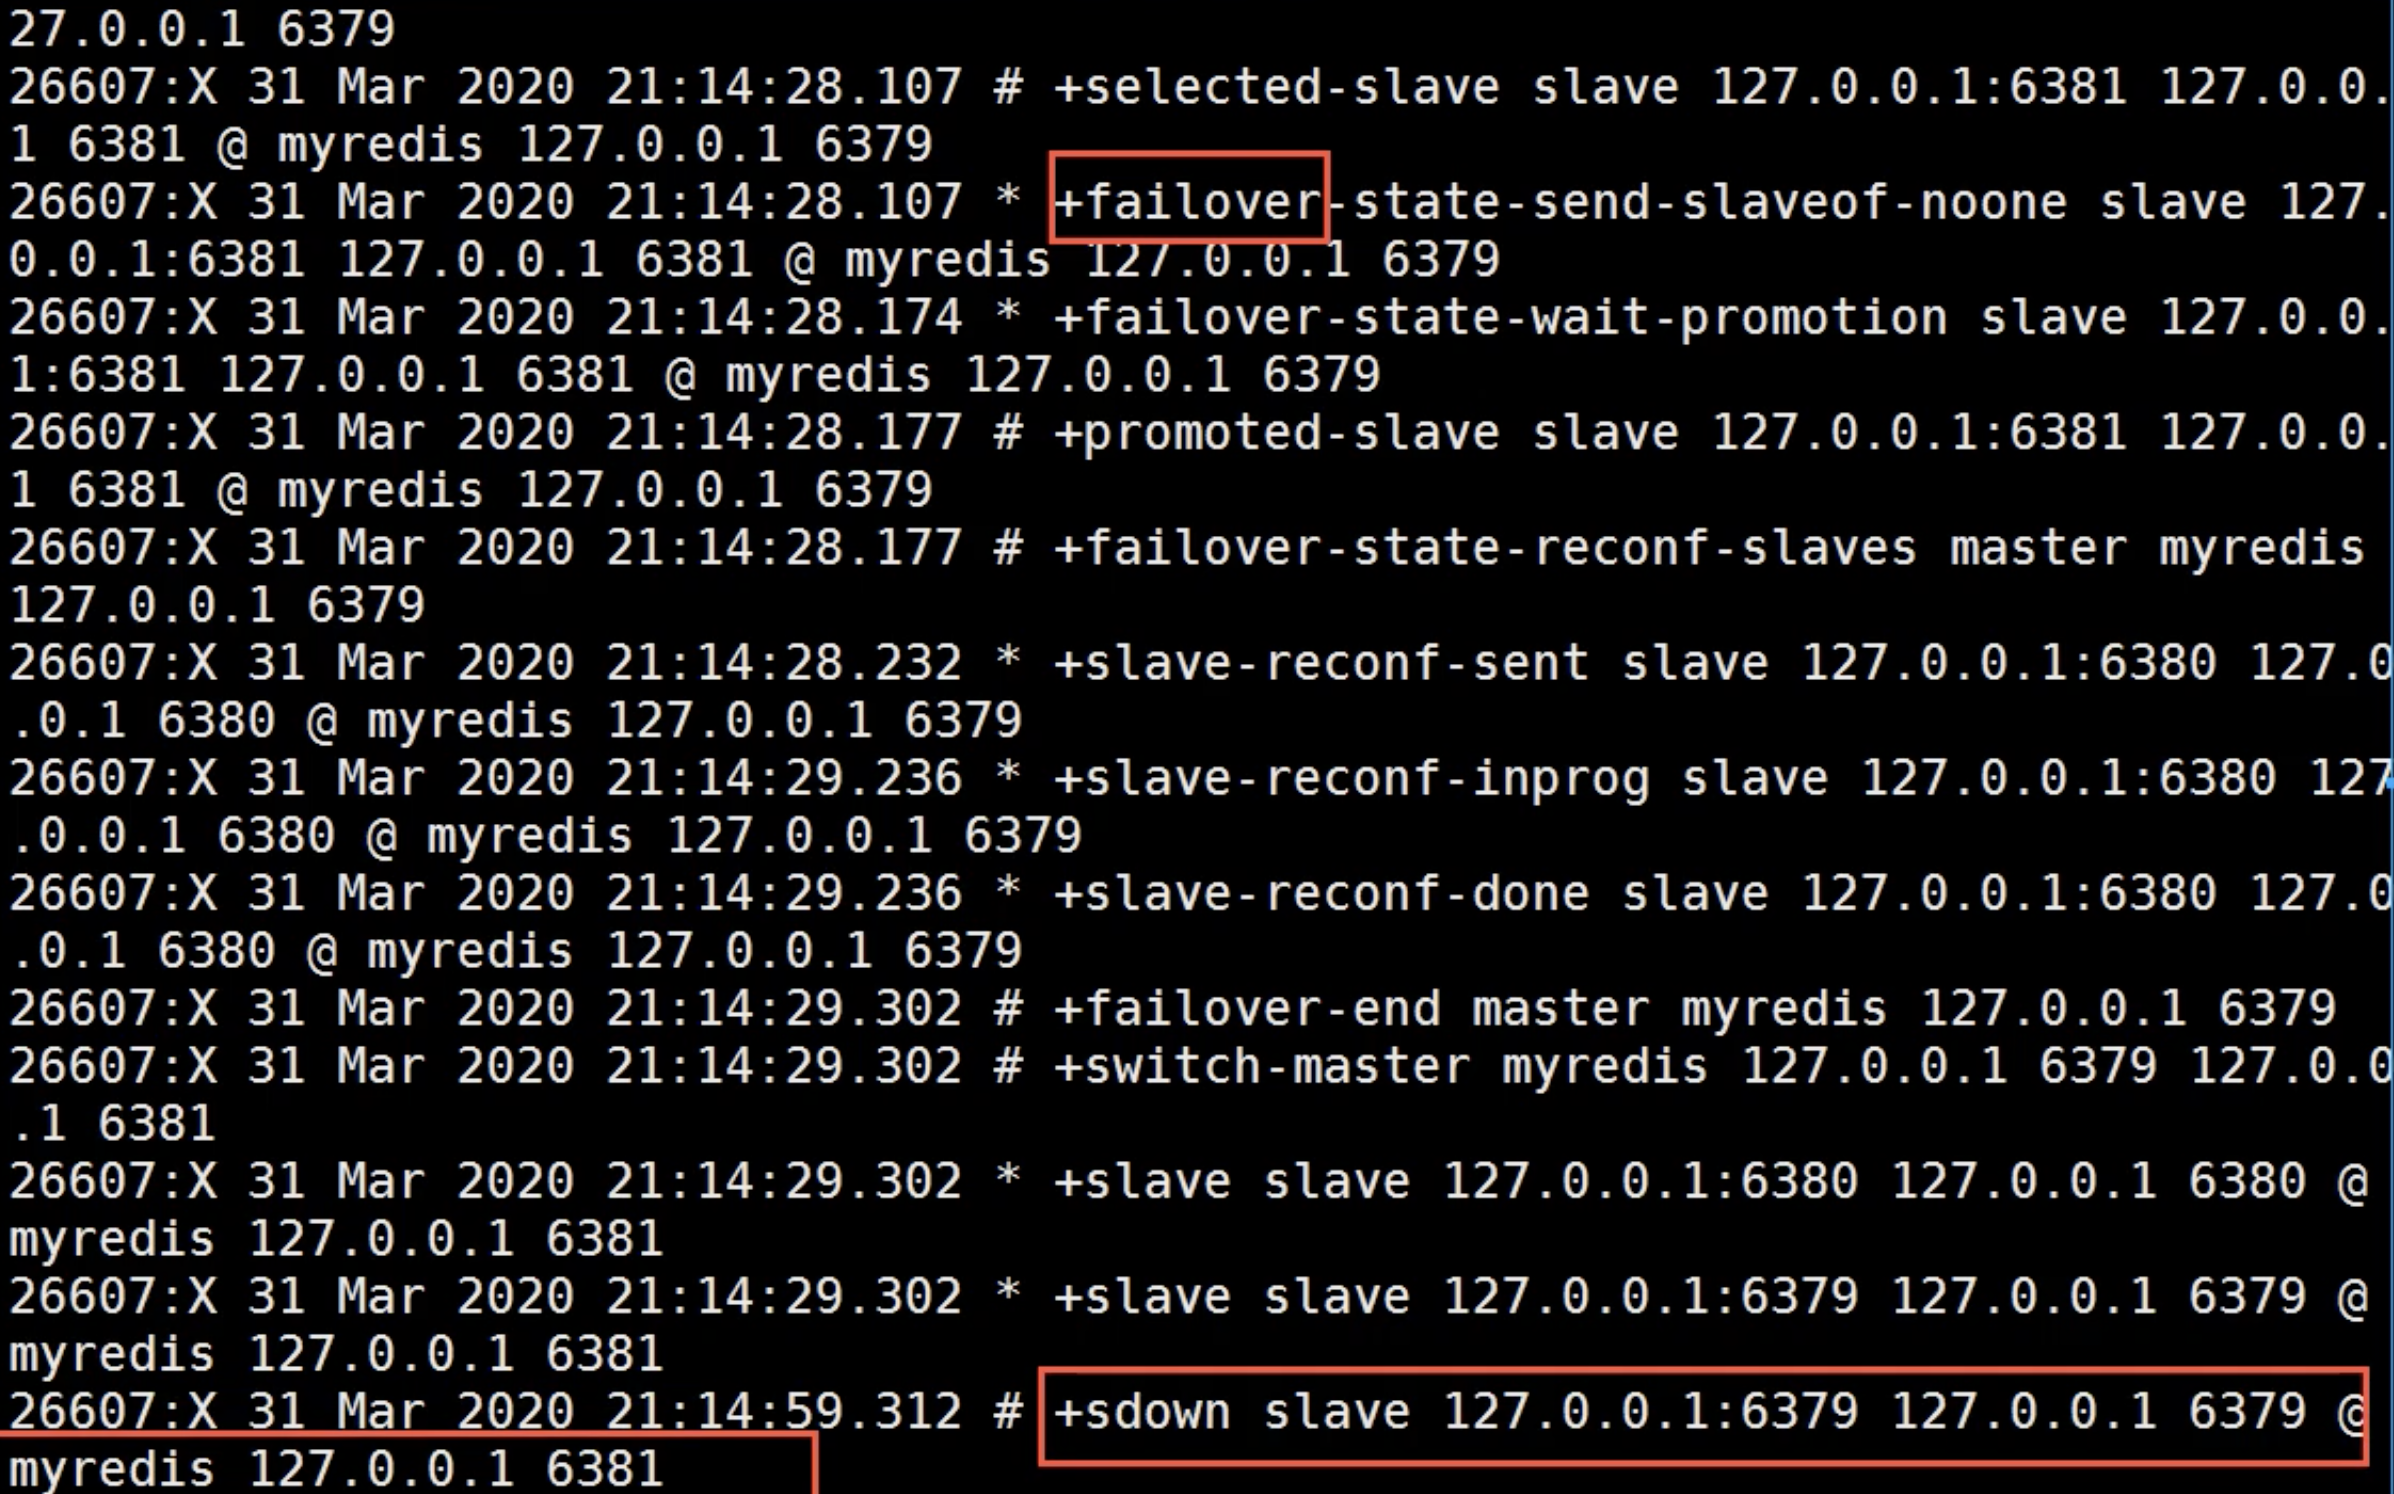 27.0.0.1 6379
26607:X 31 Mar 2020 21:14:28.107 # +selected-slave slave 127.0.0.1:6381 127.0.0.
1 6381 @ myredis 127.0.0.1 6379
26607:X 31 Mar 2020 21:14:28.107 * +failover-state-send-slaveof-noone slave 127.
0.0.1:6381 127.0.0.1 6381 @ myredis 127.0.0.1 6379
26607:X 31 Mar 2020 21:14:28.174 * +failover-state-wait-promotion slave 127.0.0.
1:6381 127.0.0.1 6381 @ myredis 127.0.0.1 6379
26607:X 31 Mar 2020 21:14:28.177 # +promoted-slave slave 127.0.0.1:6381 127.0.0.
1 6381 @ myredis 127.0.0.1 6379
26607:X 31 Mar 2020 21:14:28.177 # +failover-state-reconf-slaves master myredis
127.0.0.1 6379
26607:X 31 Mar 2020 21:14:28.232 * +slave-reconf-sent slave 127.0.0.1:6380 127.0
.0.1 6380 @ myredis 127.0.0.1 6379
26607:X 31 Mar 2020 21:14:29.236 * +slave-reconf-inprog slave 127.0.0.1:6380 127
.0.0.1 6380 @ myredis 127.0.0.1 6379
26607:X 31 Mar 2020 21:14:29.236 * +slave-reconf-done slave 127.0.0.1:6380 127.0
.0.1 6380 @ myredis 127.0.0.1 6379
26607:X 31 Mar 2020 21:14:29.302 # +failover-end master myredis 127.0.0.1 6379
26607:X 31 Mar 2020 21:14:29.302 # +switch-master myredis 127.0.0.1 6379 127.0.0
.1 6381
26607:X 31 Mar 2020 21:14:29.302 * +slave slave 127.0.0.1:6380 127.0.0.1 6380 @
myredis 127.0.0.1 6381
26607:X 31 Mar 2020 21:14:29.302 * +slave slave 127.0.0.1:6379 127.0.0.1 6379 @
myredis 127.0.0.1 6381
26607:X 31 Mar 2020 21:14:59.312 # +sdown slave 127.0.0.1:6379 127.0.0.1 6379 @
myredis 127.0.0.1 6381